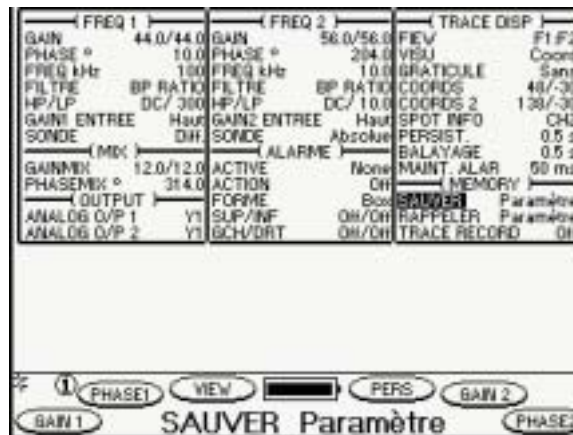 FREQ 1
GAIN 44.0/44.0
PHASE ° 10.0
FREQ kHz 100
FILTRE BP RATIO
HP/LP DC/ 300
GAIN1 ENTREE Haut
SONDE Diff.
MIX
GAINMIX 12.0/12.0
PHASEMIX ° 314.0
OUTPUT
ANALOG O/P 1 Y1
ANALOG O/P 2 Y1
FREQ 2
GAIN 56.0/56.0
PHASE ° 204.0
FREQ kHz 10.0
FILTRE BP RATIO
HP/LP DC/ 10.0
GAIN2 ENTREE Haut
SONDE Absolue
ALARME
ACTIVE None
ACTION Off
FORME Box
SUP/INF Off/Off
GCH/DRT Off/Off
TRACE DISP
F1:F2
VISU Coord
GRATICULE Sans
COORDS 40/-30
COORDS 2 138/-30
SPOT INFO CH2
PERSIST. 0.5 s
BALAYAGE 0.5 s
MAINT. ALAR 50 ms
MEMORY
SAUVER Paramètre
RAPPELER Paramètre
TRACE RECORD Off
1 PHASE1 VIEW PERS GAIN 2
GAIN 1 SAUVER Paramètre PHASE2